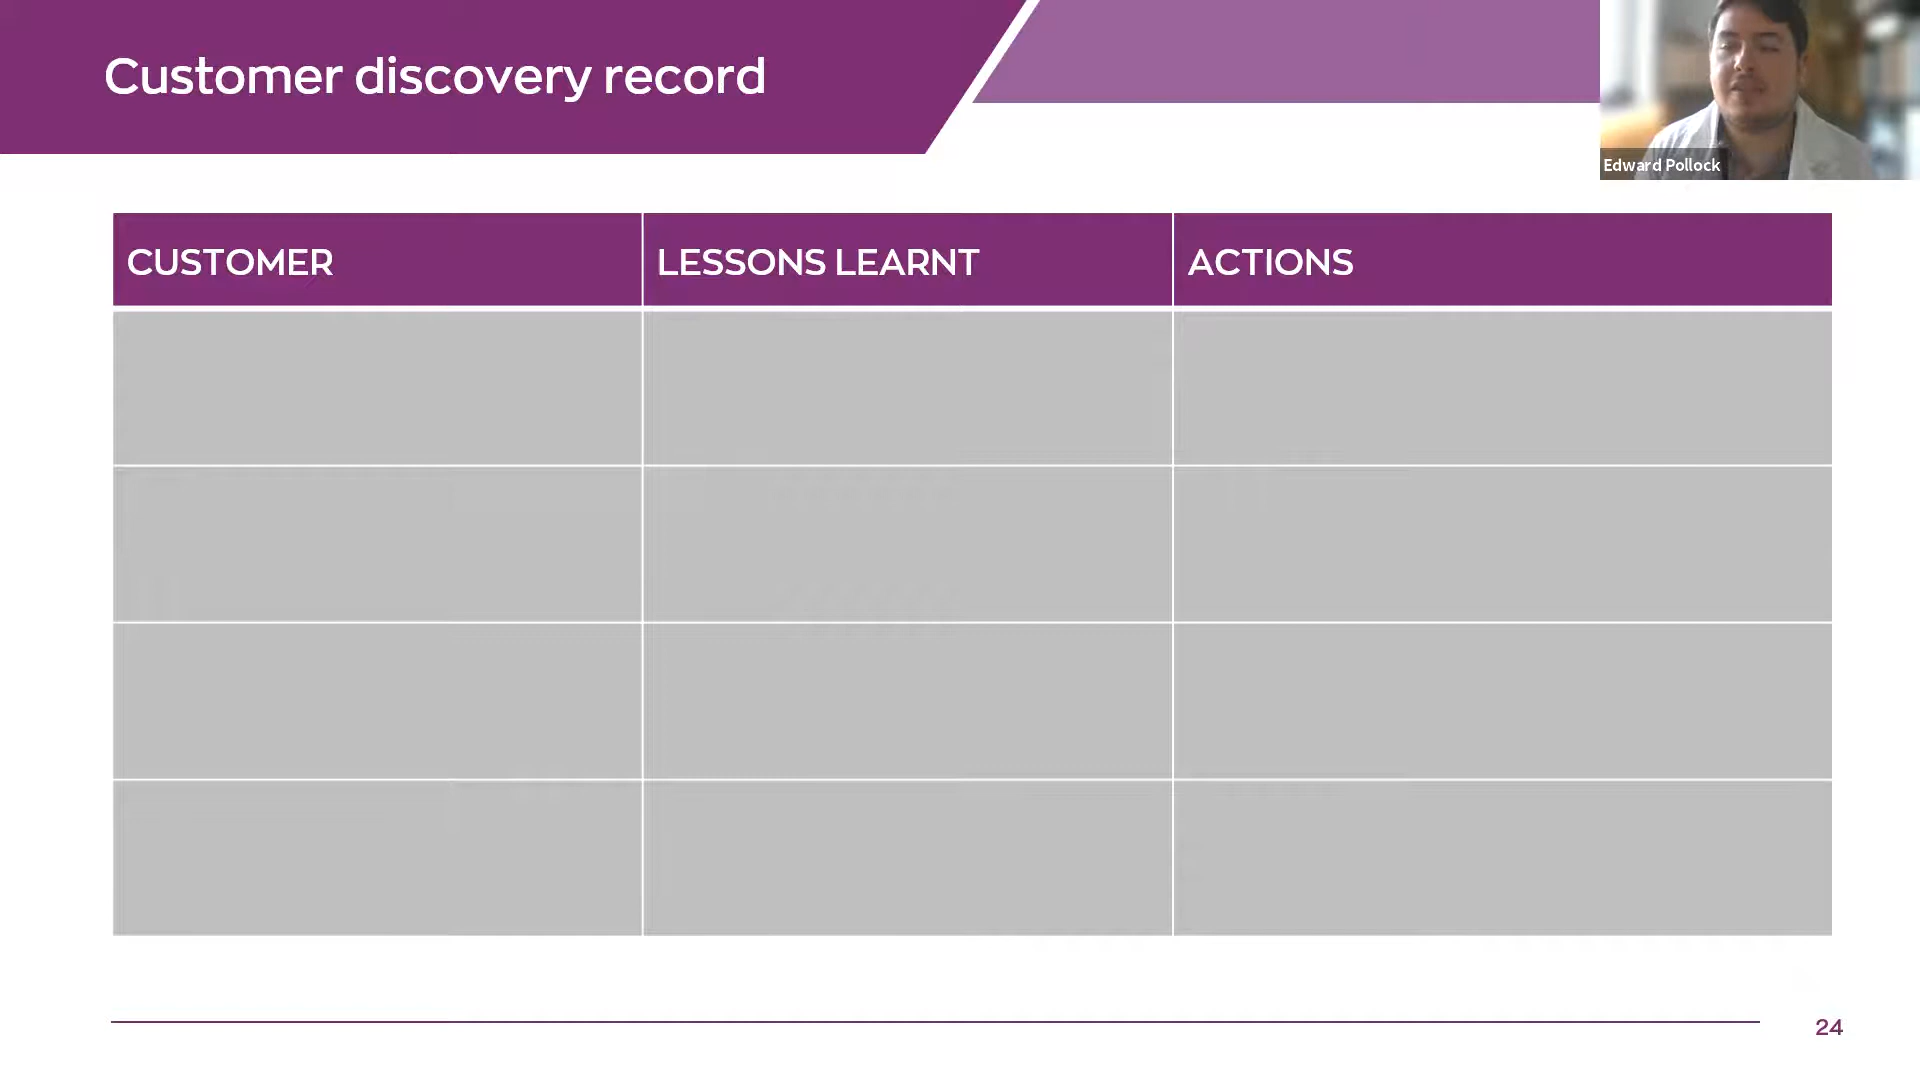 Customer discovery record
Edward Pollock
CUSTOMER
LESSONS LEARNT
ACTIONS
24